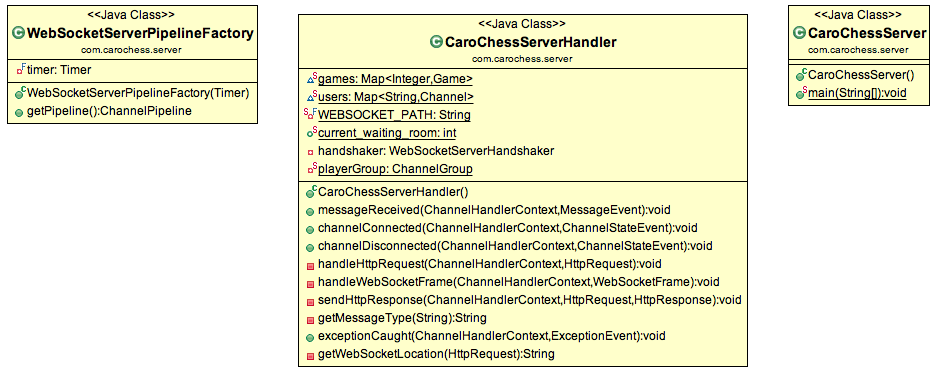 <<Java Class>>
WebSocketServerPipelineFactory
com.carochess.server
timer: Timer
WebSocketServerPipelineFactory(Timer)
getPipeline():ChannelPipeline
<<Java Class>>
CaroChessServerHandler
com.carochess.server
games: Map<Integer,Game>
users: Map<String,Channel>
WEBSOCKET_PATH: String
current_waiting_room: int
handshaker: WebSocketServerHandshaker
playerGroup: ChannelGroup
CaroChessServerHandler()
messageReceived(ChannelHandlerContext,MessageEvent):void
channelConnected(ChannelHandlerContext,ChannelStateEvent):void
channelDisconnected(ChannelHandlerContext,ChannelStateEvent):void
handleHttpRequest(ChannelHandlerContext,HttpRequest):void
handleWebSocketFrame(ChannelHandlerContext,WebSocketFrame):void
sendHttpResponse(ChannelHandlerContext,HttpRequest,HttpResponse):void
getMessageType(String):String
exceptionCaught(ChannelHandlerContext,ExceptionEvent):void
getWebSocketLocation(HttpRequest):String
<<Java Class>>
CaroChessServer
com.carochess.server
CaroChessServer()
main(String[]):void